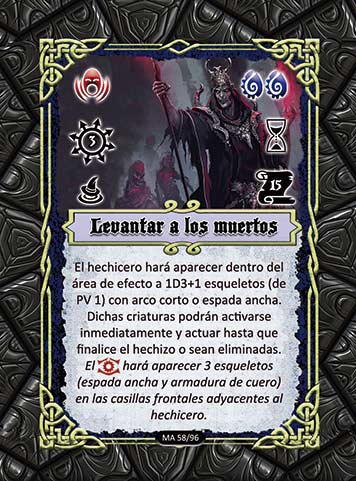 3
15
Levantar a los muertos
El hechicero hará aparecer dentro del
área de efecto a 1D3+1 esqueletos (de
PV 1) con arco corto o espada ancha.
Dichas criaturas podrán activarse
inmediatamente y actuar hasta que
finalice el hechizo o sean eliminadas.
El hará aparecer 3 esqueletos
(espada ancha y armadura de cuero)
en las casillas frontales adyacentes al
hechicero.
MA 58/96